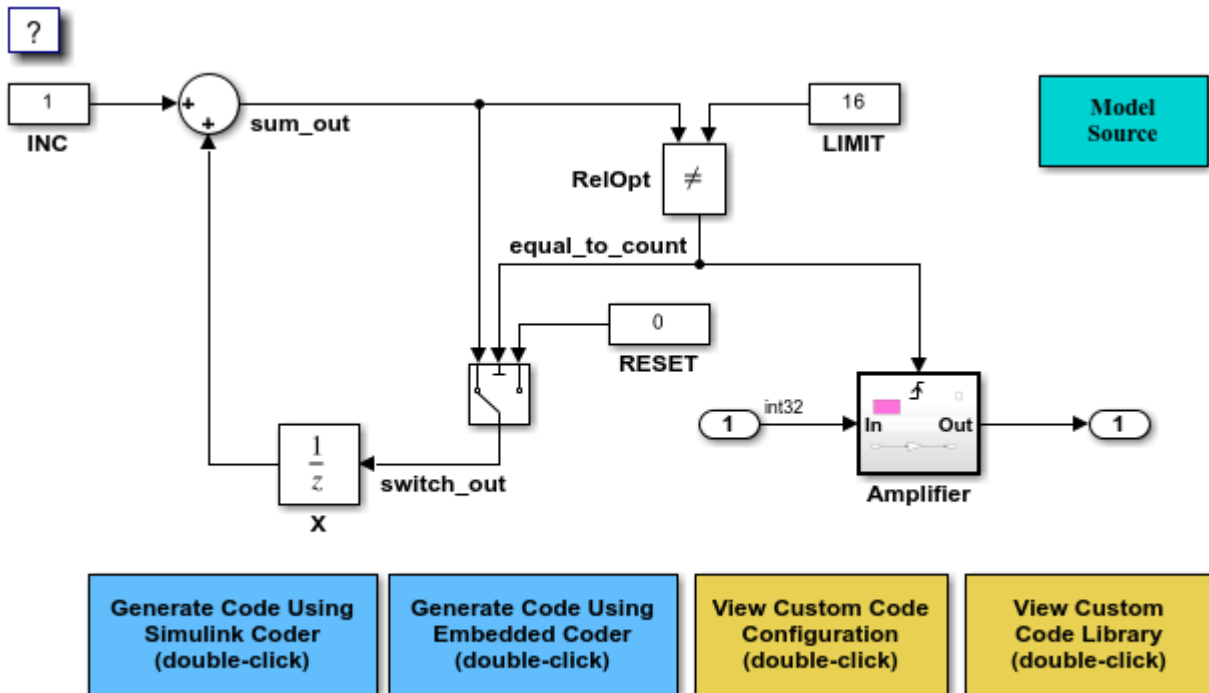 ?
1
INC
+
+
sum_out
16
LIMIT
Model
Source
RelOpt
≠
equal_to_count
0
RESET
1
z
X
switch_out
1
int32
In
Out
Amplifier
1
Generate Code Using
Simulink Coder
(double-click)
Generate Code Using
Embedded Coder
(double-click)
View Custom Code
Configuration
(double-click)
View Custom
Code Library
(double-click)